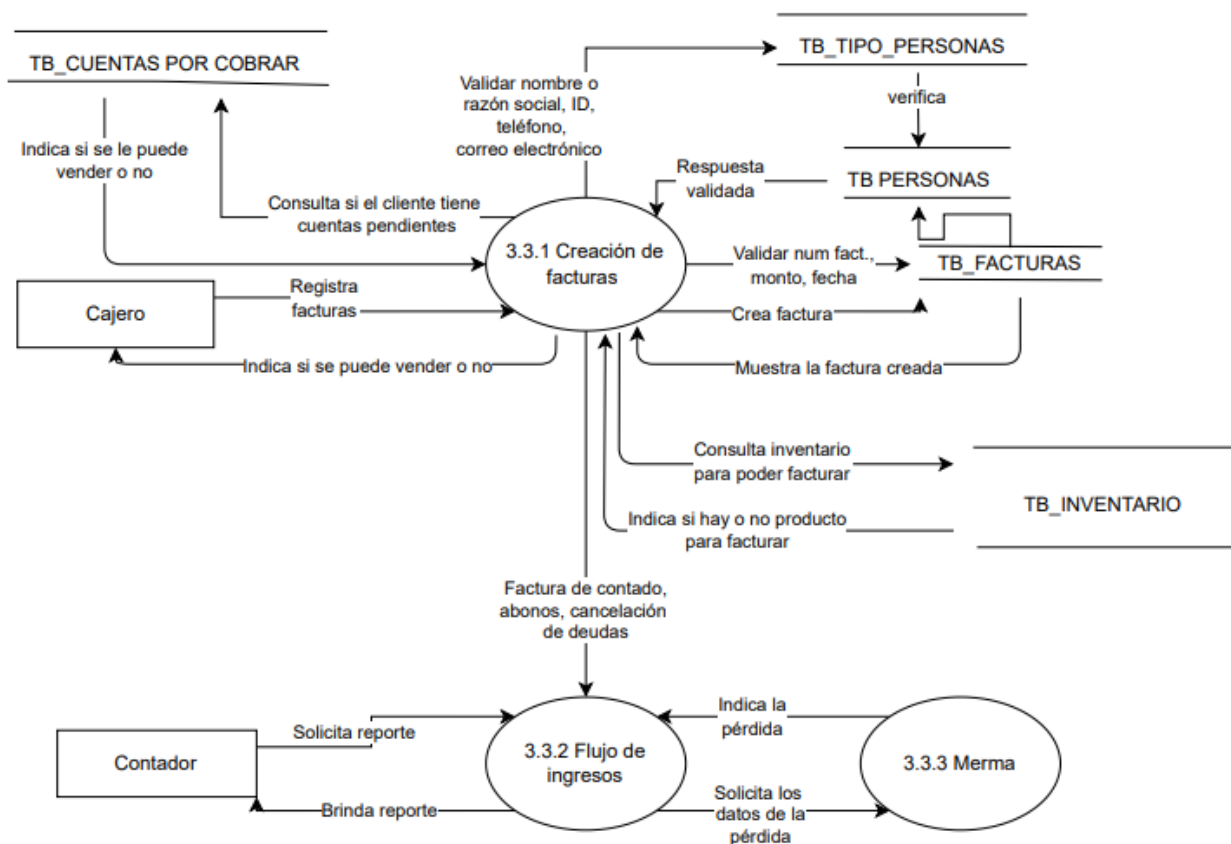 TB_CUENTAS POR COBRAR
TB_TIPO_PERSONAS
Validar nombre o
razón social, ID,
teléfono,
correo electrónico
verifica
Indica si se le puede
vender o no
Respuesta
validada
TB PERSONAS
Consulta si el cliente tiene
cuentas pendientes
3.3.1 Creación de
facturas
Validar num fact.,
monto, fecha
TB_FACTURAS
Cajero
Registra
facturas
Crea factura
Indica si se puede vender o no
Muestra la factura creada
Consulta inventario
para poder facturar
TB_INVENTARIO
Indica si hay o no producto
para facturar
Factura de contado,
abonos, cancelación
de deudas
Contador
Solicita reporte
3.3.2 Flujo de
ingresos
Indica la
pérdida
3.3.3 Merma
Brinda reporte
Solicita los
datos de la
pérdida